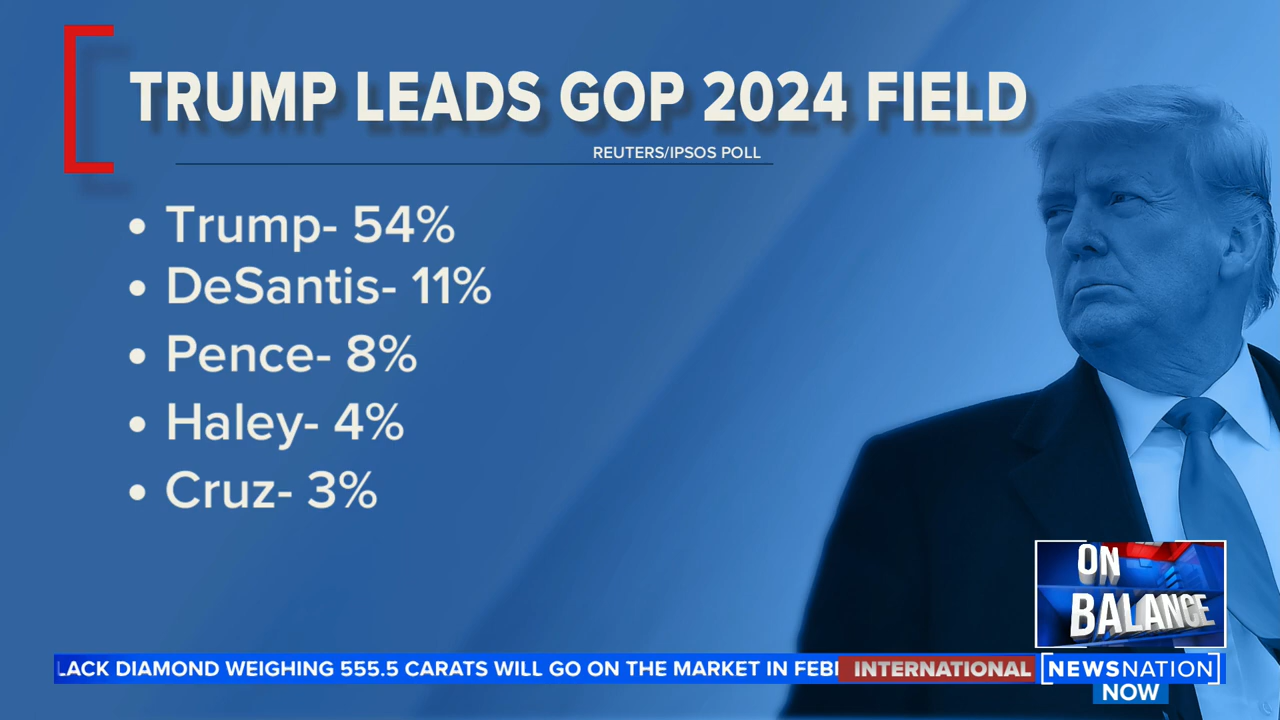 TRUMP LEADS GOP 2024 FIELD
REUTERS/IPSOS POLL
• Trump- 54%
• DeSantis- 11%
• Pence- 8%
• Haley- 4%
• Cruz- 3%
ON
BALANCE
LACK DIAMOND WEIGHING 555.5 CARATS WILL GO ON THE MARKET IN FEB
INTERNATIONAL
NEWSNATION
NOW